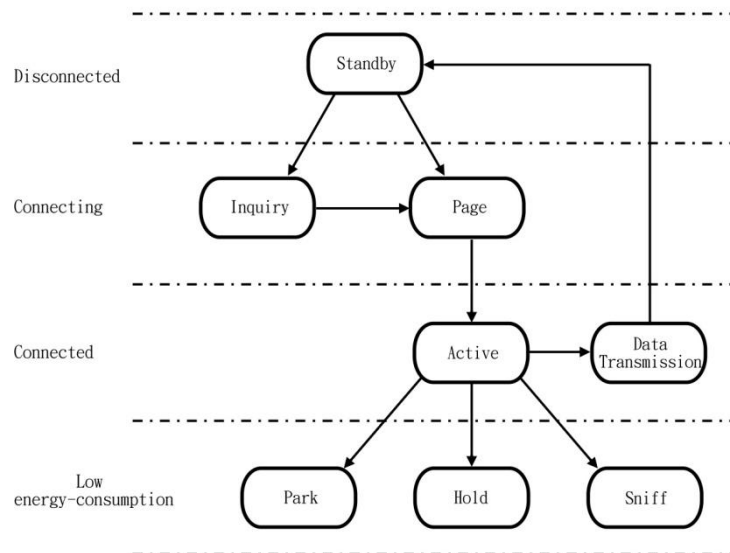 Standby
Disconnected
Connecting
Inquiry
Page
Connected
Active
Data
Transmission
Low
energy-consumption
Park
Hold
Sniff